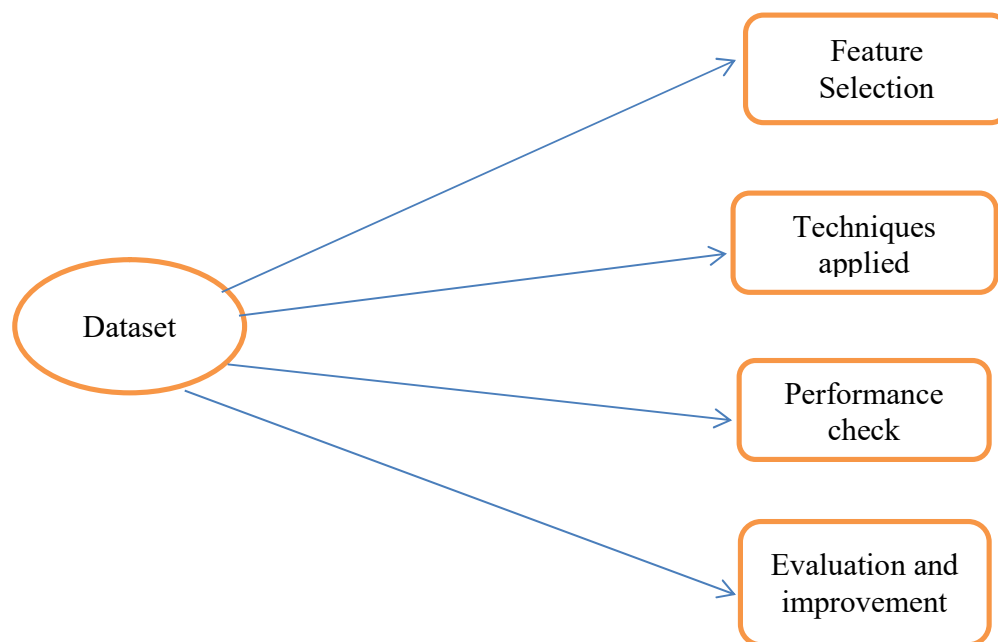 Feature
Selection
Techniques
applied
Dataset
Performance
check
Evaluation and
improvement